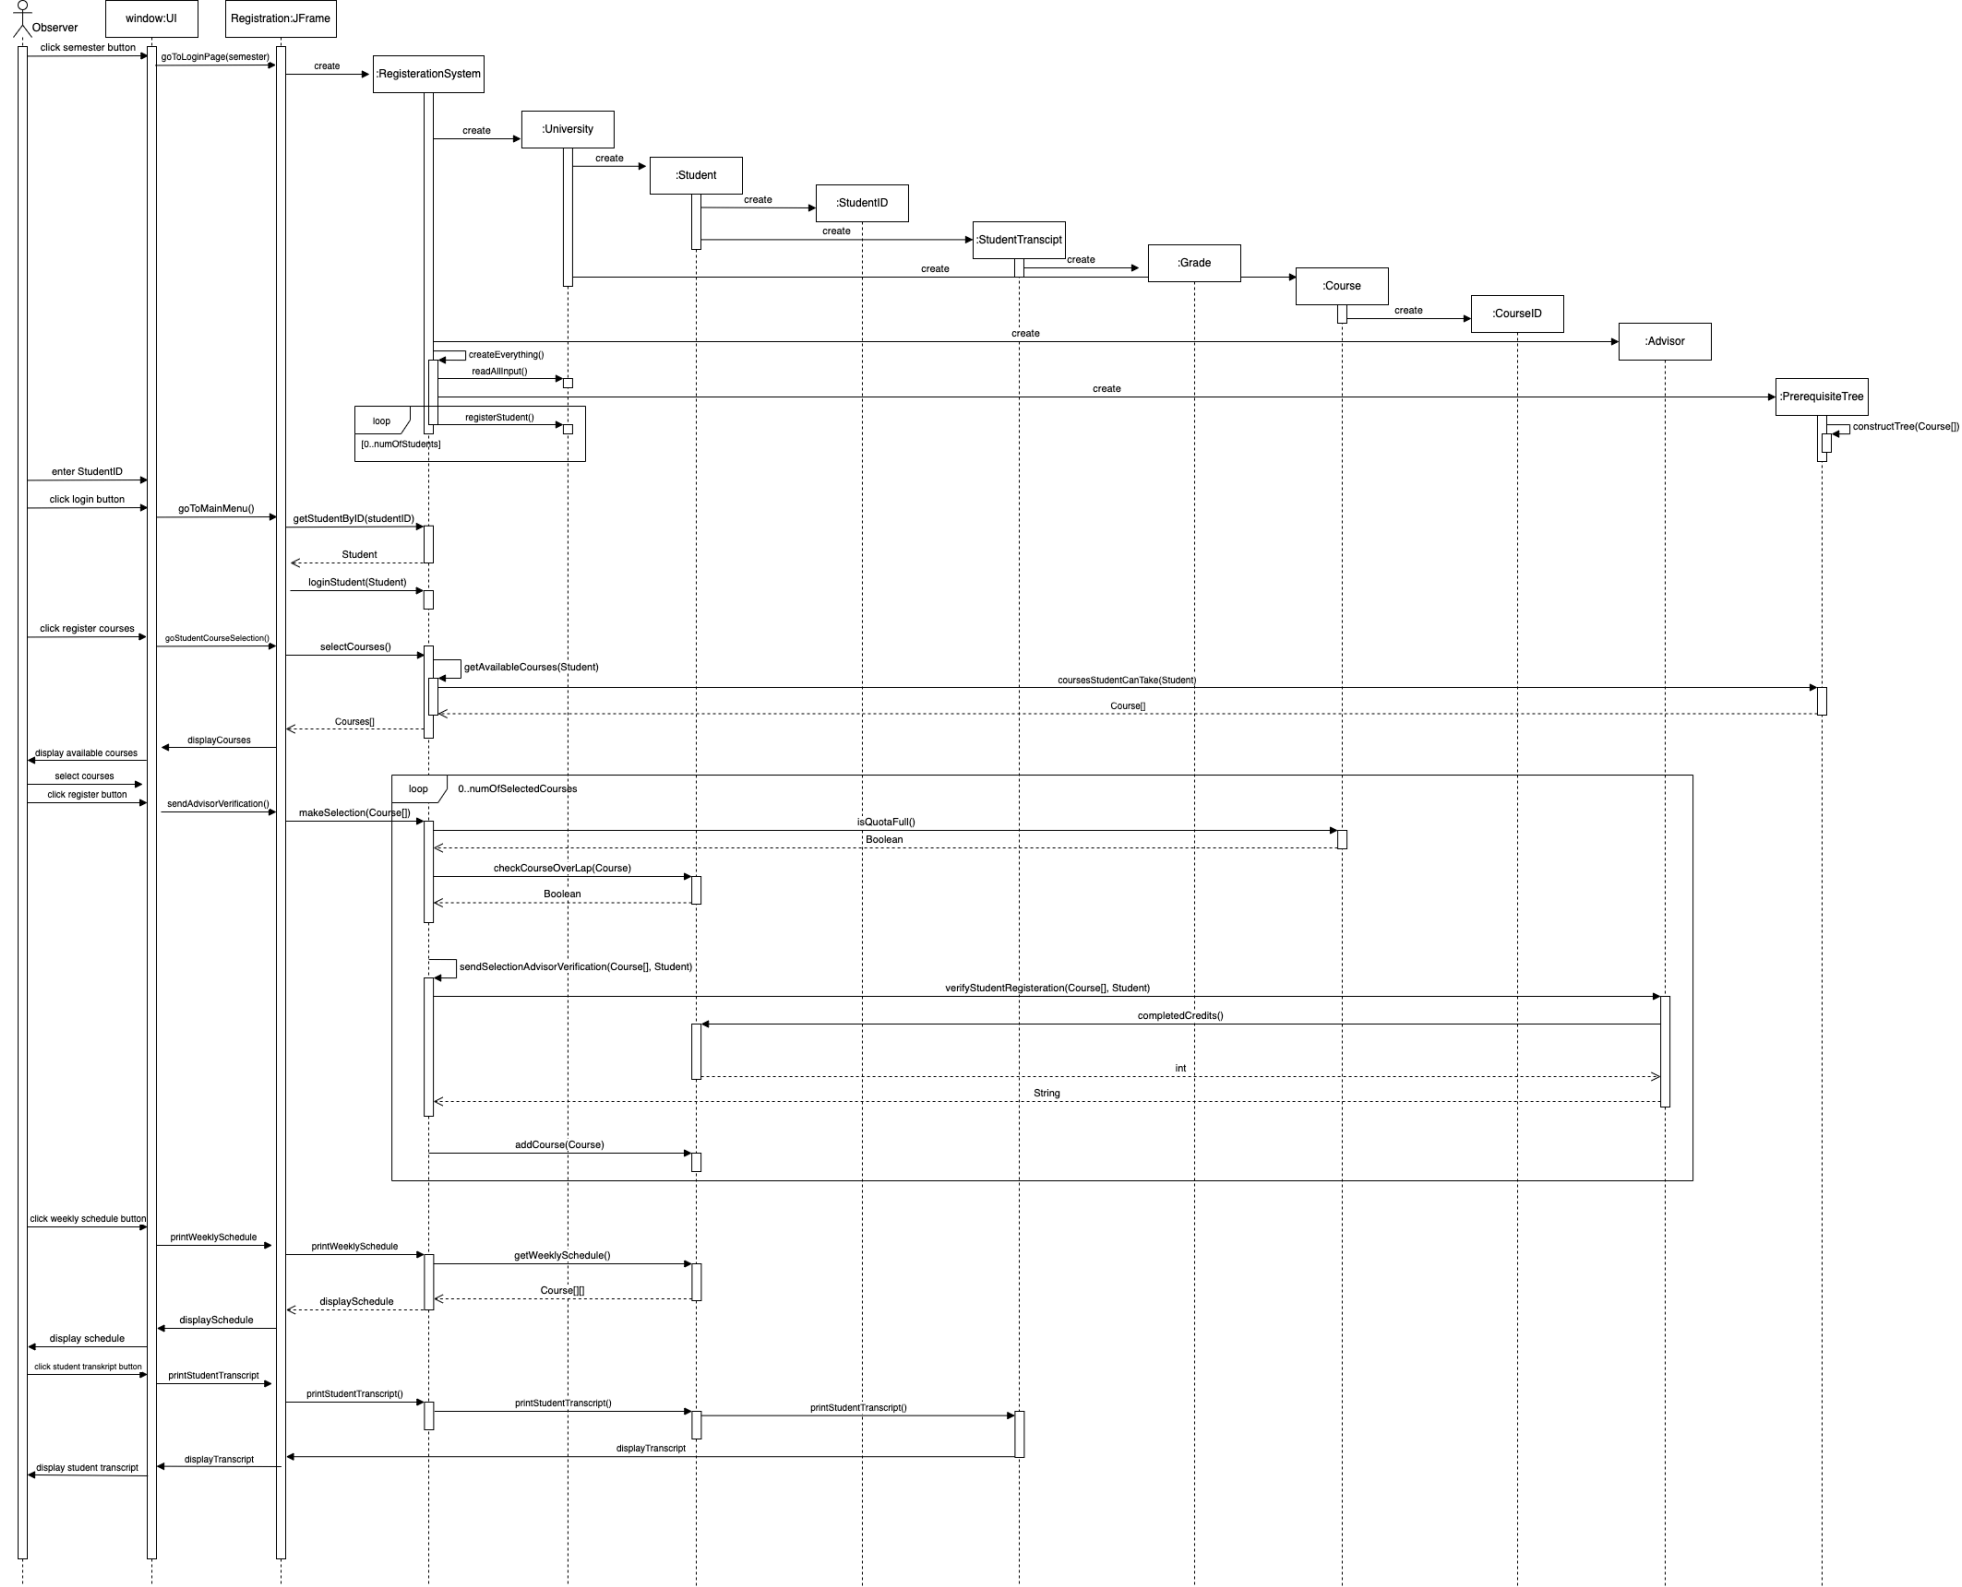 Observer
window:UI
Registration:JFrame
click semester button
goToLoginPage(semester)
create
:RegisterationSystem
create
:University
create
:Student
create
:StudentID
create
:StudentTranscipt
create
:Grade
create
:Course
create
:CourseID
create
:Advisor
createEverything()
readAllInput()
create
:PrerequisiteTree
constructTree(Course[])
loop
registerStudent()
[0..numOfStudents]
enter StudentID
click login button
goToMainMenu()
getStudentByID(studentID)
Student
loginStudent(Student)
click register courses
goStudentCourseSelection()
selectCourses()
getAvailableCourses(Student)
coursesStudentCanTake(Student)
Course[]
Courses[]
displayCourses
display available courses
select courses
click register button
sendAdvisorVerification()
loop
0..numOfSelectedCourses
makeSelection(Course[])
isQuotaFull()
Boolean
checkCourseOverLap(Course)
Boolean
sendSelectionAdvisorVerification(Course[], Student)
verifyStudentRegisteration(Course[], Student)
completedCredits()
int
String
addCourse(Course)
click weekly schedule button
printWeeklySchedule
printWeeklySchedule
getWeeklySchedule()
Course[][]
displaySchedule
displaySchedule
display schedule
click student transkript button
printStudentTranscript
printStudentTranscript()
printStudentTranscript()
printStudentTranscript()
displayTranscript
displayTranscript
display student transcript